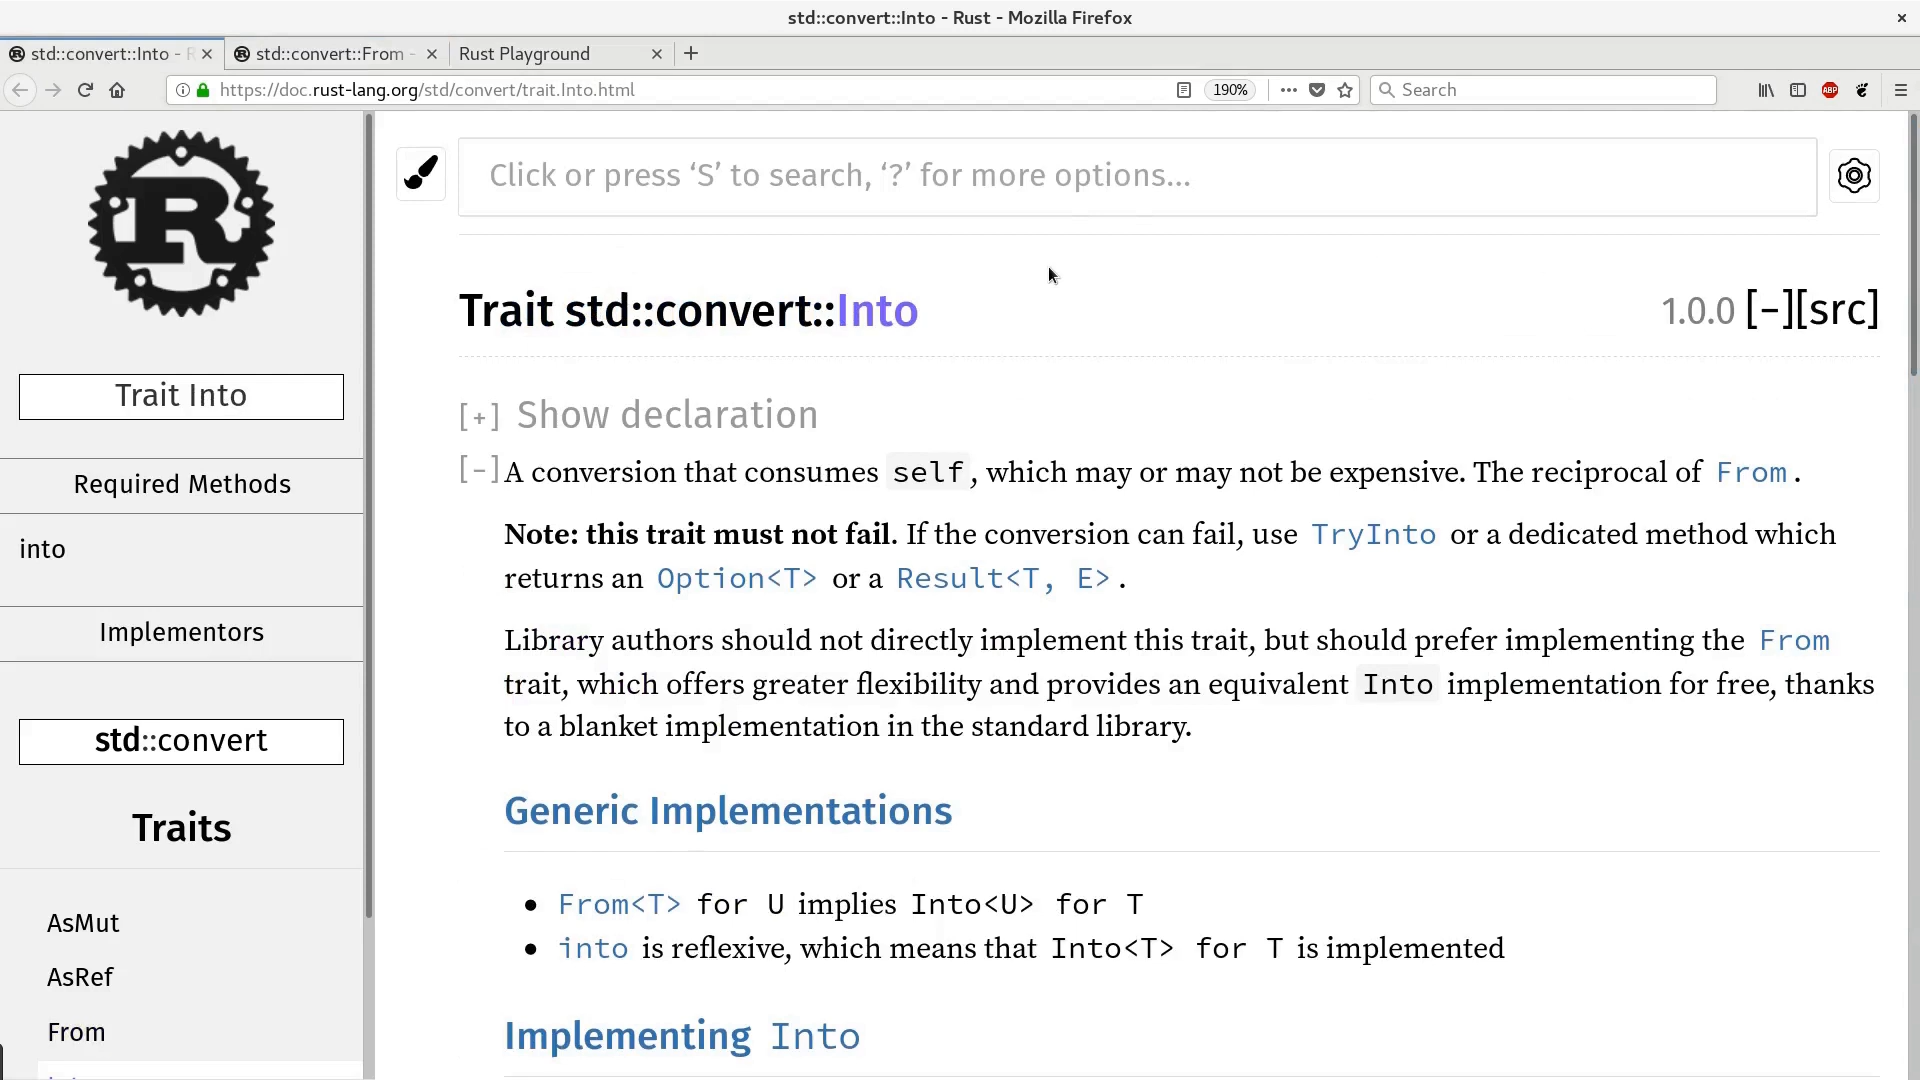 std::convert::Into - Rust - Mozilla Firefox
std::convert::Into - R
std::convert::From -
Rust Playground
https://doc.rust-lang.org/std/convert/trait.Into.html
190%
Search
ABP
R
Click or press ‘S’ to search, ‘?’ for more options...
Trait std::convert::Into
1.0.0 [−][src]
Trait Into
Required Methods
into
Implementors
std::convert
Traits
AsMut
AsRef
From
[+] Show declaration
[−] A conversion that consumes self, which may or may not be expensive. The reciprocal of From.
Note: this trait must not fail. If the conversion can fail, use TryInto or a dedicated method which
returns an Option<T> or a Result<T, E>.
Library authors should not directly implement this trait, but should prefer implementing the From
trait, which offers greater flexibility and provides an equivalent Into implementation for free, thanks
to a blanket implementation in the standard library.
Generic Implementations
• From<T> for U implies Into<U> for T
• into is reflexive, which means that Into<T> for T is implemented
Implementing Into